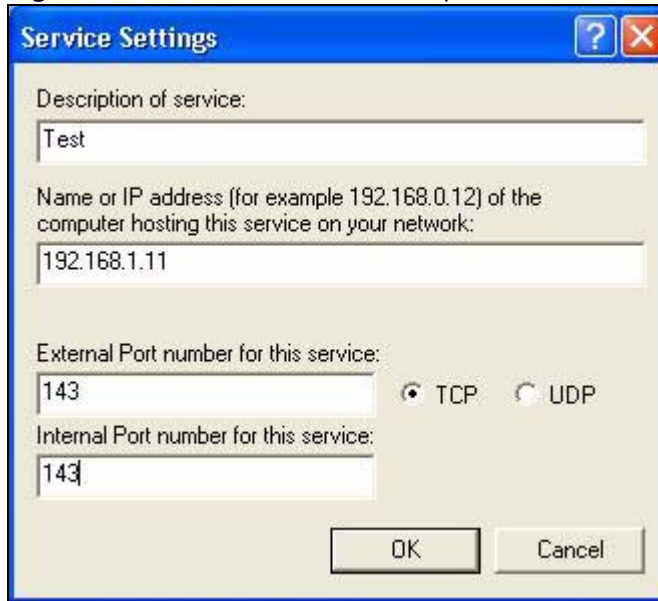 Service Settings
Description of service:
Test
Name or IP address (for example 192.168.0.12) of the
computer hosting this service on your network:
192.168.1.11
External Port number for this service:
143
TCP
UDP
Internal Port number for this service:
143
OK
Cancel